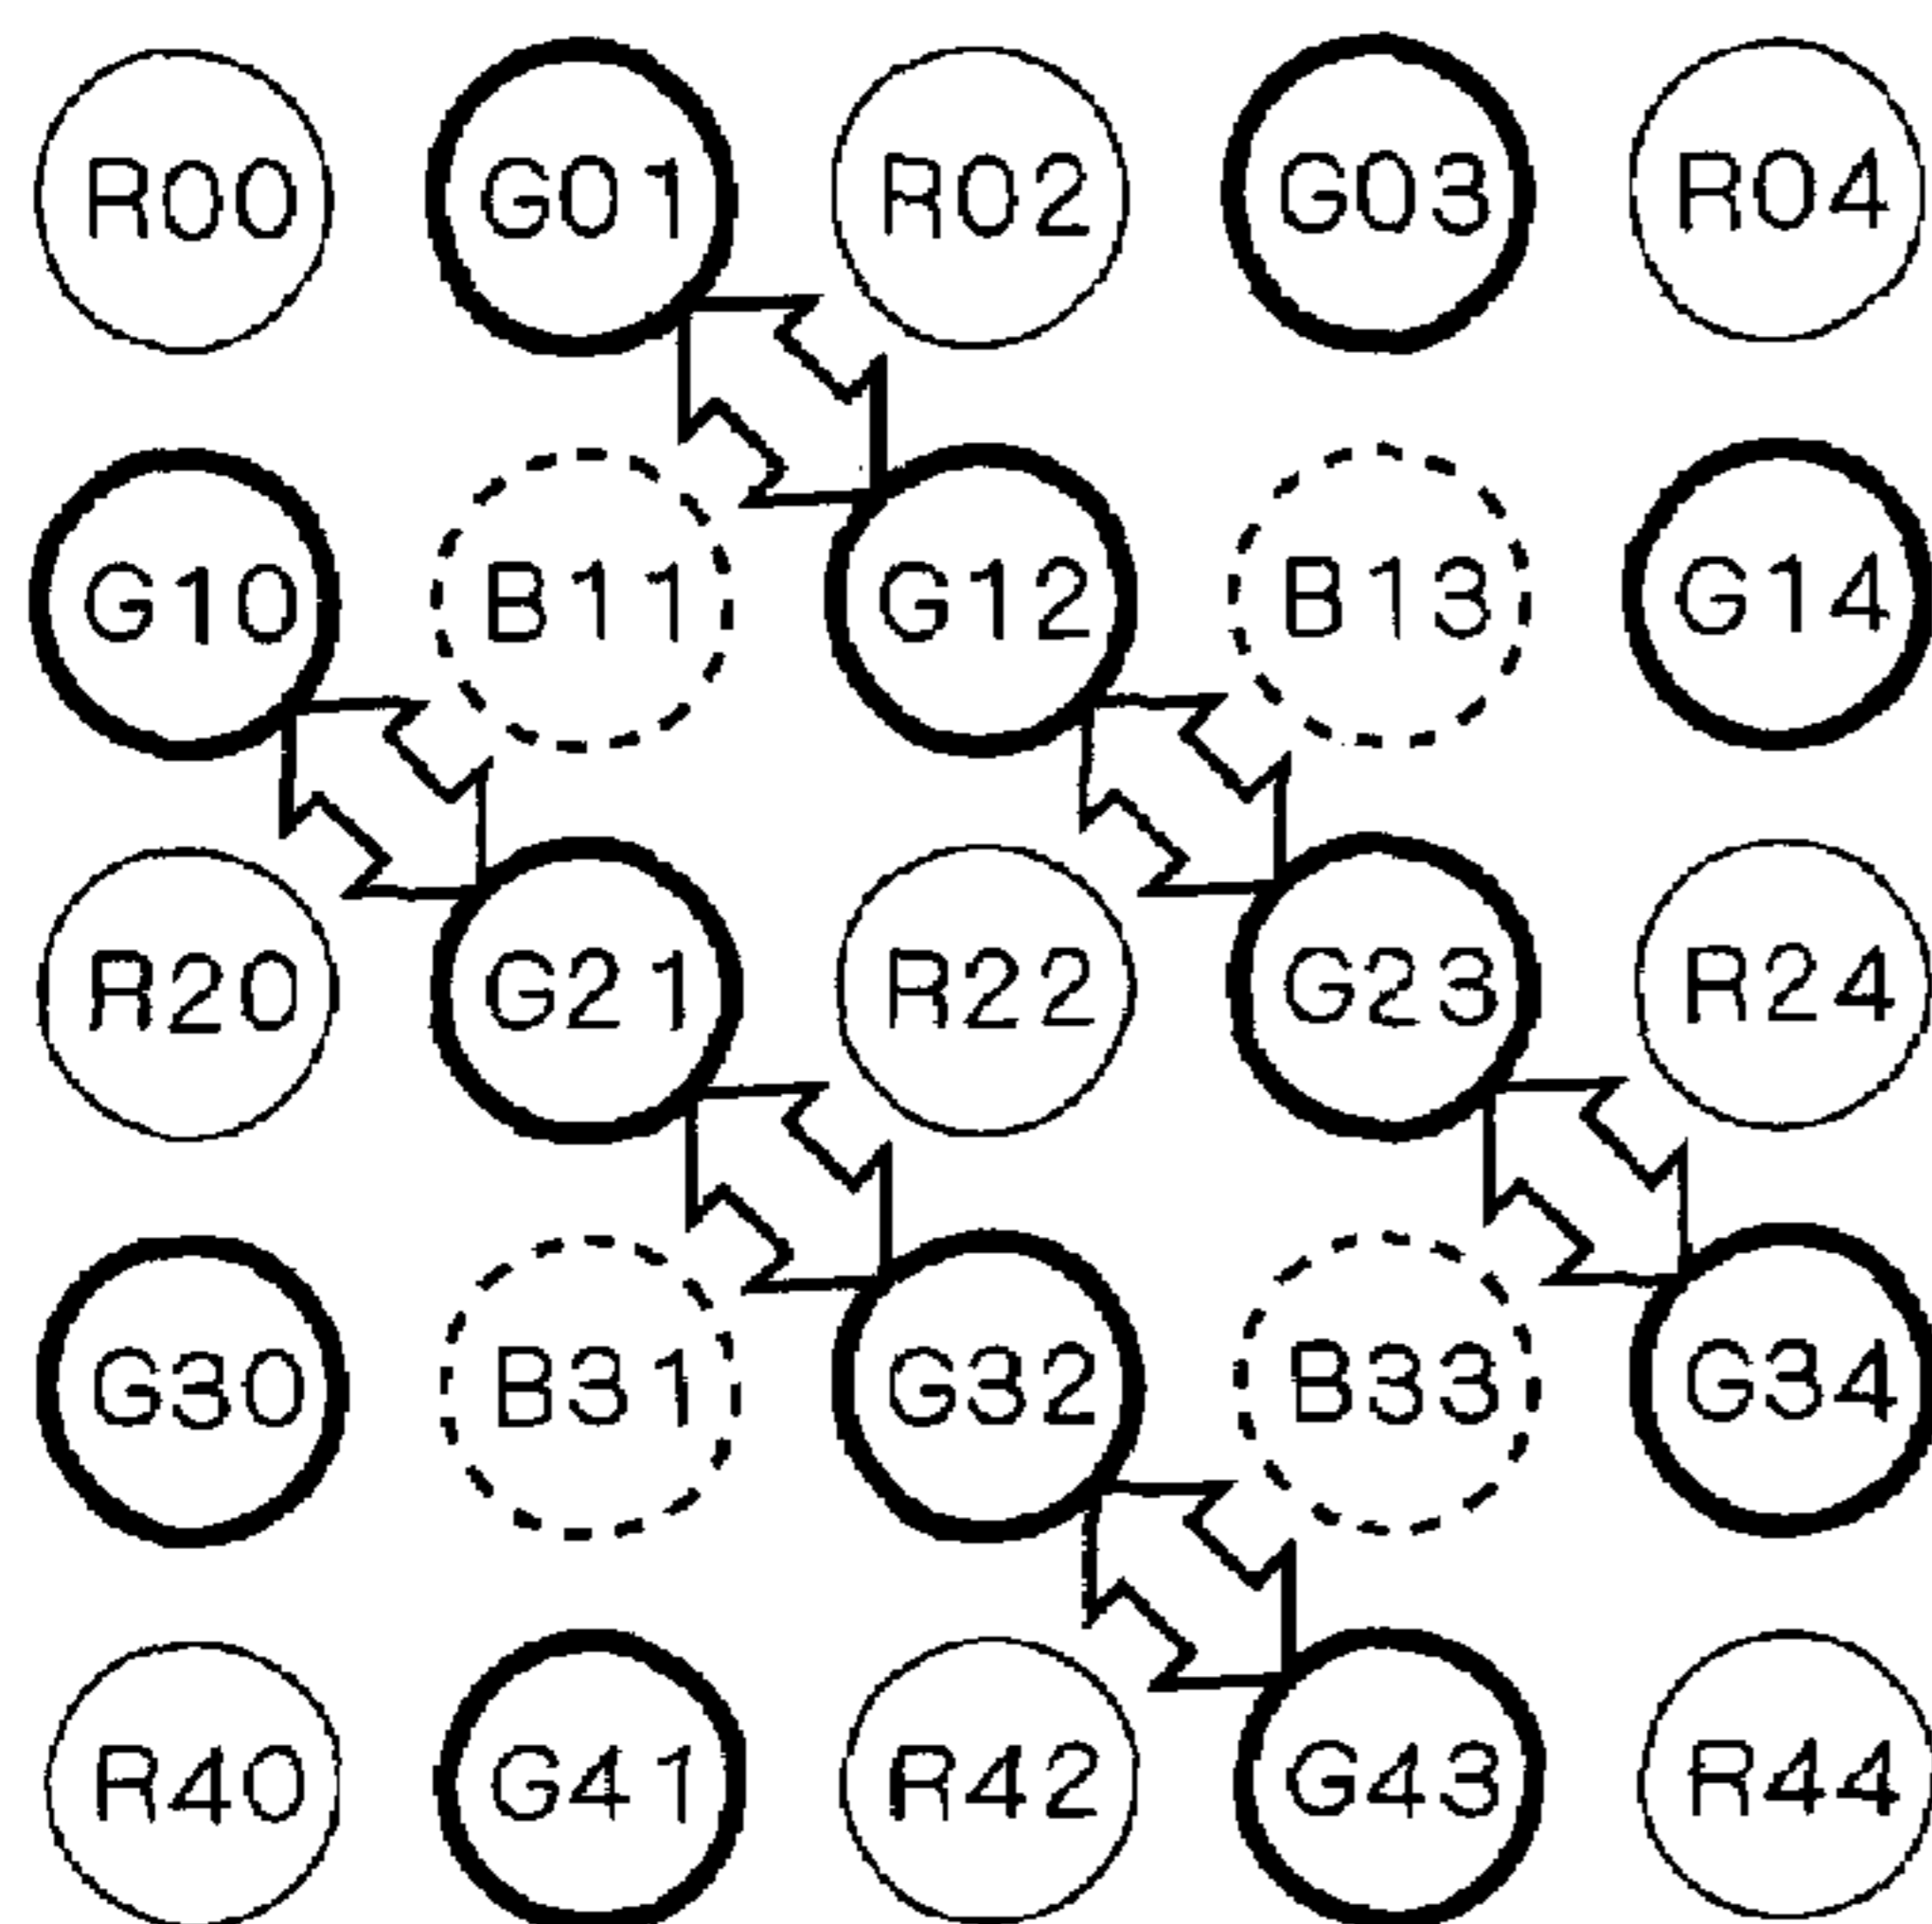 R00 G01 R02 G03 R04
G10 B11 G12 B13 G14
R20 G21 R22 G23 R24
G30 B31 G32 B33 G34
R40 G41 R42 G43 R44